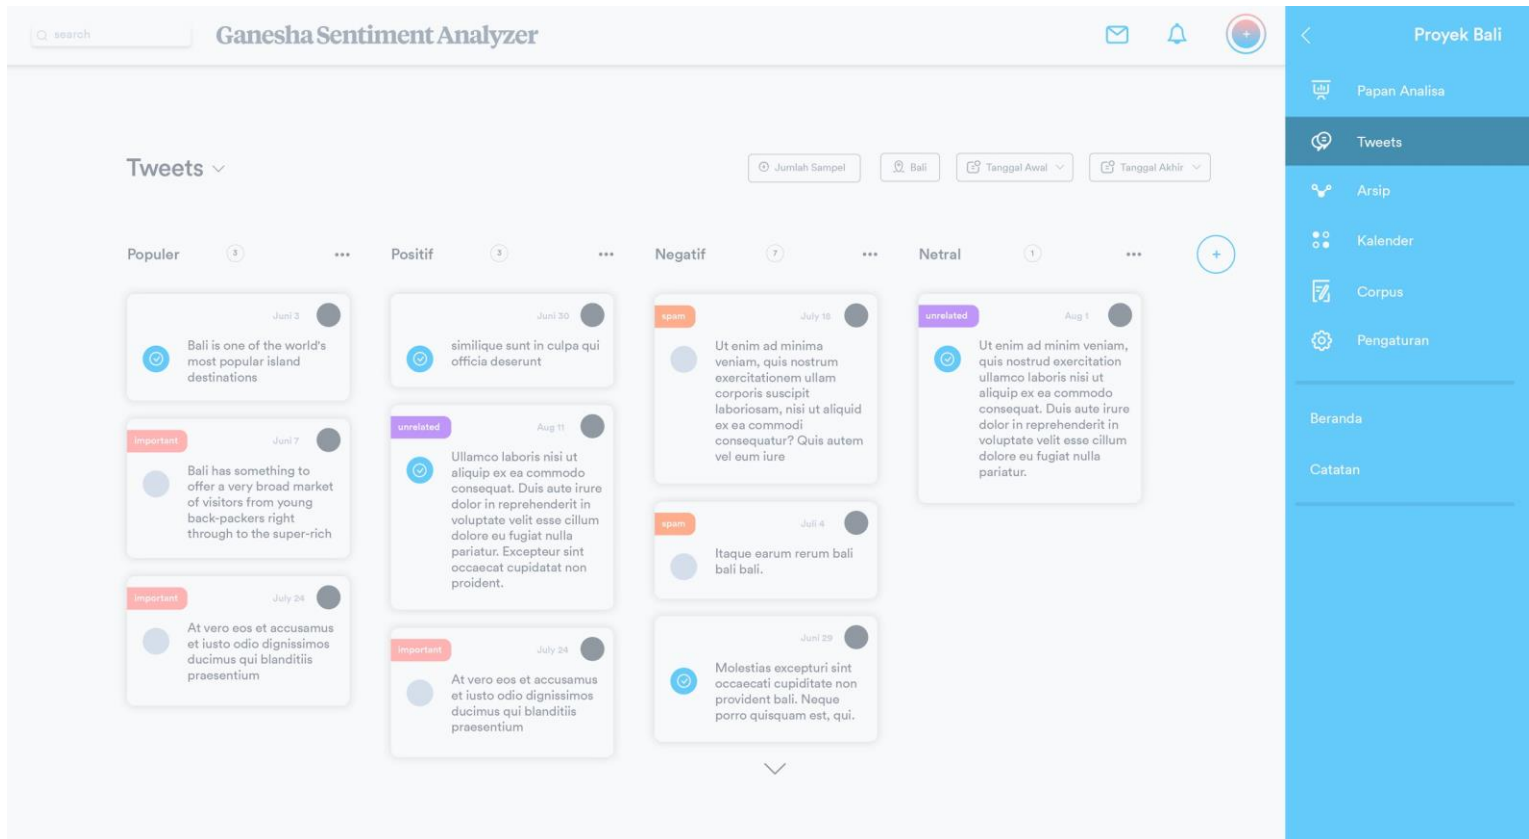 search
Ganesha Sentiment Analyzer
Proyek Bali
Papan Analisa
Tweets
Arsip
Kalender
Corpus
Pengaturan
Beranda
Catatan
Tweets
Jumlah Sampel
Bali
Tanggal Awal
Tanggal Akhir
Populer 3
Juni 3
Bali is one of the world's
most popular island
destinations
important
Juni 7
Bali has something to
offer a very broad market
of visitors from young
back-packers right
through to the super-rich
important
July 24
At vero eos et accusamus
et iusto odio dignissimos
ducimus qui blanditiis
praesentium
Positif 3
Juni 30
similique sunt in culpa qui
officia deserunt
unrelated
Aug 11
Ullamco laboris nisi ut
aliquip ex ea commodo
consequat. Duis aute irure
dolor in reprehenderit in
voluptate velit esse cillum
dolore eu fugiat nulla
pariatur. Excepteur sint
occaecat cupidatat non
proident.
important
July 24
At vero eos et accusamus
et iusto odio dignissimos
ducimus qui blanditiis
praesentium
Negatif 7
spam
July 16
Ut enim ad minima
veniam, quis nostrum
exercitationem ullam
corporis suscipit
laboriosam, nisi ut aliquid
ex ea commodi
consequatur? Quis autem
vel eum iure
spam
Juli 4
Itaque earum rerum bali
bali bali.
Juni 29
Molestias excepturi sint
occaecati cupiditate non
provident bali. Neque
porro quisquam est, qui.
Netral 1
unrelated
Aug 1
Ut enim ad minim veniam,
quis nostrud exercitation
ullamco laboris nisi ut
aliquip ex ea commodo
consequat. Duis aute irure
dolor in reprehenderit in
voluptate velit esse cillum
dolore eu fugiat nulla
pariatur.